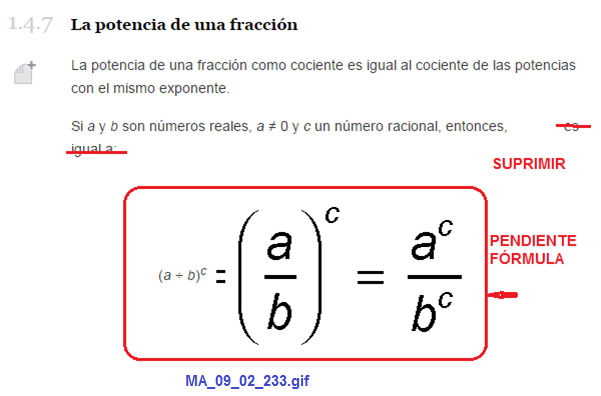 1.4.7 La potencia de una fracción
La potencia de una fracción como cociente es igual al cociente de las potencias
con el mismo exponente.
Si a y b son números reales, a ≠ 0 y c un número racional, entonces, es
igual a:
SUPRIMIR
(a ÷ b)^c = (a/b)^c = a^c/b^c
PENDIENTE
FÓRMULA
MA_09_02_233.gif